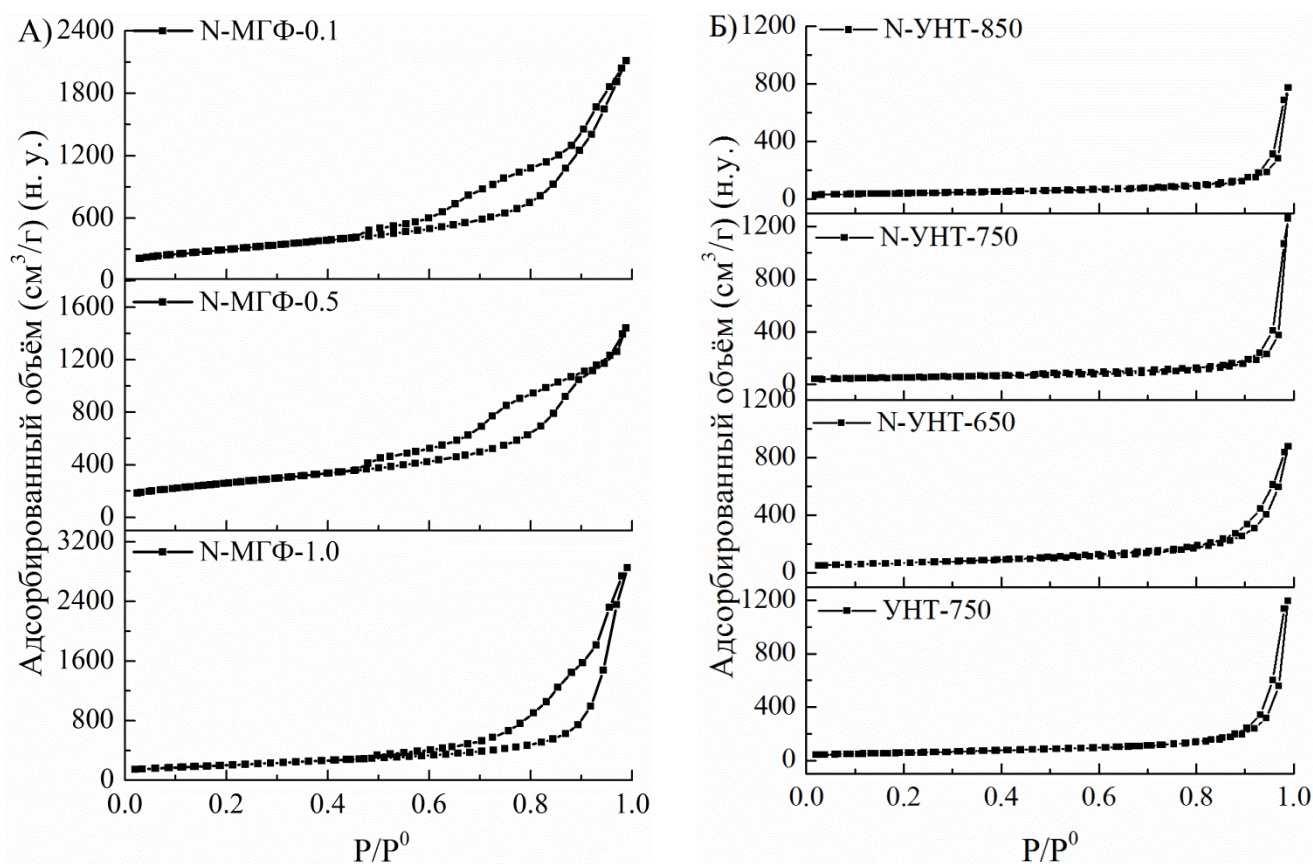 А)
Адсорбированный объём (см³/г) (н. у.)
N-МГФ-0.1
2400
1800
1200
600
0
N-МГФ-0.5
1600
1200
800
400
0
N-МГФ-1.0
3200
2400
1600
800
0
0.0 0.2 0.4 0.6 0.8 1.0
P/P⁰
Б)
Адсорбированный объём (см³/г) (н.у.)
N-УНТ-850
1200
800
400
0
N-УНТ-750
1200
800
400
0
N-УНТ-650
1200
800
400
0
УНТ-750
1200
800
400
0
0.0 0.2 0.4 0.6 0.8 1.0
P/P⁰